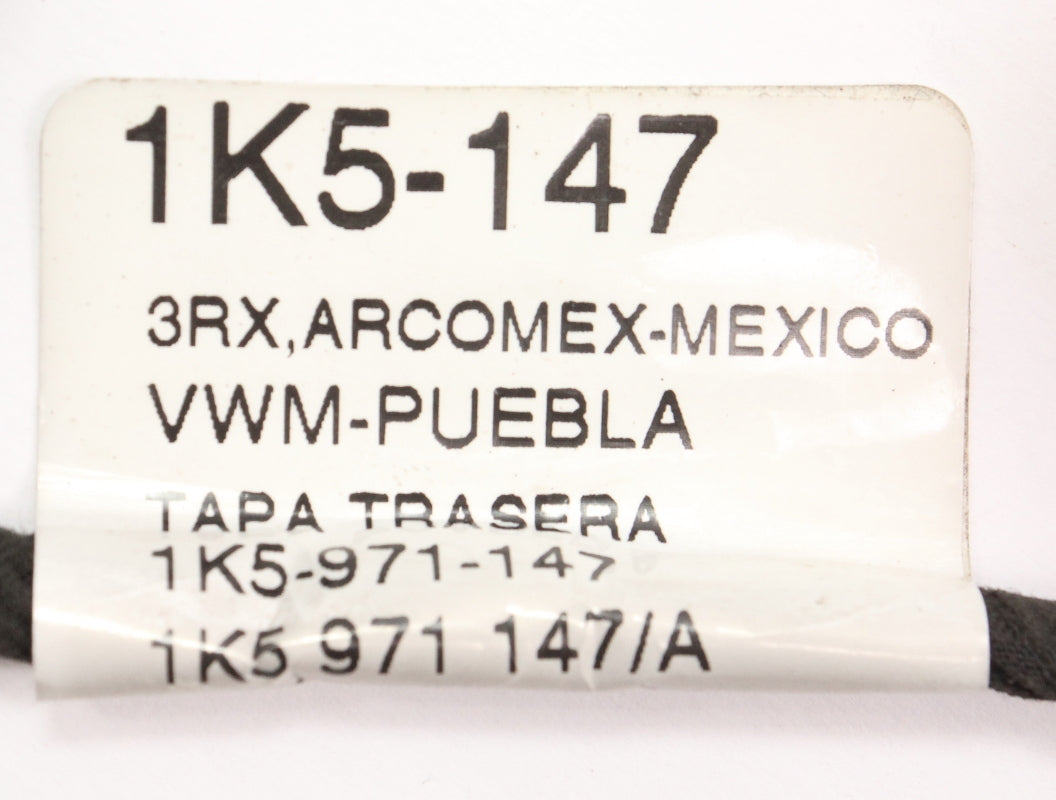 1K5-147
3RX,ARCOMEX-MEXICO
VWM-PUEBLA
TAPA TRASERA
1K5-971-147
1K5 971 147/A